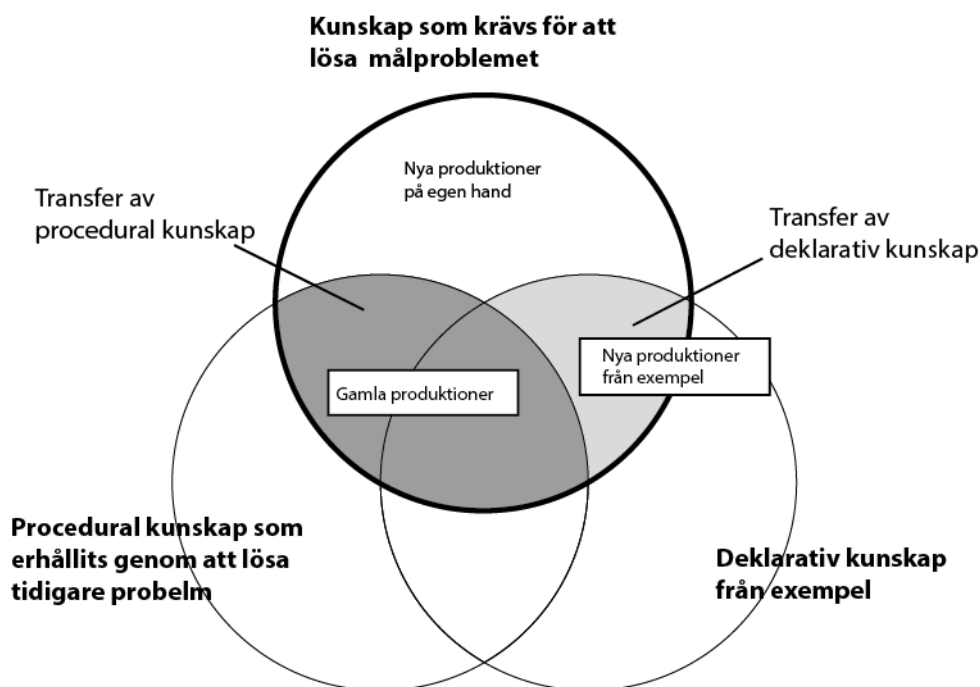 Kunskap som krävs för att
lösa målproblemet
Nya produktioner
på egen hand
Transfer av
procedural kunskap
Transfer av
deklarativ kunskap
Nya produktioner
från exempel
Gamla produktioner
Procedural kunskap som
erhållits genom att lösa
tidigare probelm
Deklarativ kunskap
från exempel